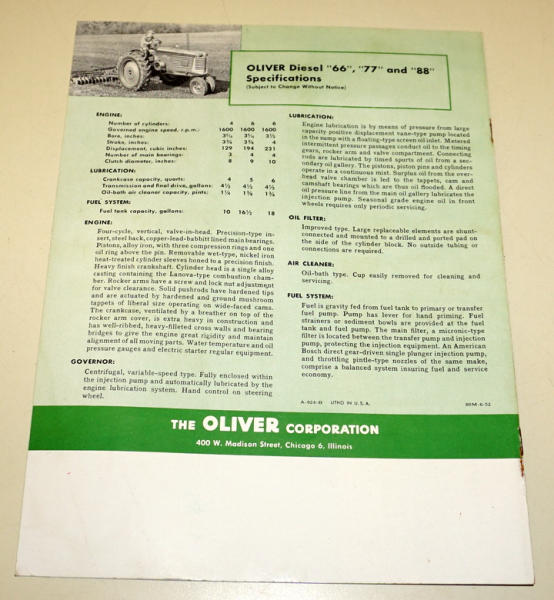 OLIVER Diesel "66", "77" and "88"
Specifications
(Subject to Change Without Notice)
ENGINE:
Number of cylinders: 4 6 6
Governed engine speed, r.p.m.: 1600 1600 1600
Bore, inches: 3⁵⁄₁₆ 3⁵⁄₁₆ 3½
Stroke, inches: 3¾ 3¾ 4
Displacement, cubic inches: 129 194 231
Number of main bearings: 3 4 4
Clutch diameter, inches: 8 9 10
LUBRICATION:
Crankcase capacity, quarts: 4 5 6
Transmission and final drive, gallons: 4½ 4½ 4½
Oil-bath air cleaner capacity, pints: 1¼ 1¾ 1¾
FUEL SYSTEM:
Fuel tank capacity, gallons: 10 16½ 18
ENGINE:
Four-cycle, vertical, valve-in-head. Precision-type in-
sert, steel back, copper-lead-babbitt lined main bearings.
Pistons, alloy iron, with three compression rings and one
oil ring above the pin. Removable wet-type, nickel iron
heat-treated cylinder sleeves honed to a precision finish.
Heavy finish crankshaft. Cylinder head is a single alloy
casting containing the Lanova-type combustion cham-
ber. Rocker arms have a screw and lock nut adjustment
for valve clearance. Solid pushrods have hardened tips
and are actuated by hardened and ground mushroom
tappets of liberal size operating on wide-faced cams.
The crankcase, ventilated by a breather on top of the
rocker arm cover, is extra heavy in construction and
has well-ribbed, heavy-filleted cross walls and bearing
bridges to give the engine great rigidity and maintain
alignment of all moving parts. Water temperature and oil
pressure gauges and electric starter regular equipment.
GOVERNOR:
Centrifugal, variable-speed type. Fully enclosed within
the injection pump and automatically lubricated by the
engine lubrication system. Hand control on steering
wheel.
LUBRICATION:
Engine lubrication is by means of pressure from large
capacity positive displacement vane-type pump located
in the sump with a floating-type screen oil inlet. Metered
intermittent pressure passages conduct oil to the timing
gears, rocker arm and valve compartment. Connecting
rods are lubricated by timed spurts of oil from a sec-
ondary oil gallery. The pistons, piston pins and cylinders
operate in a continuous mist. Surplus oil from the over-
head valve chamber is led to the tappets, cam and
camshaft bearings which are thus oil flooded. A direct
oil pressure line from the main oil gallery lubricates the
injection pump. Seasonal grade engine oil in front
wheels requires only periodic servicing.
OIL FILTER:
Improved type. Large replaceable elements are shunt-
connected and mounted to a drilled and ported pad on
the side of the cylinder block. No outside tubing or
connections are required.
AIR CLEANER:
Oil-bath type. Cup easily removed for cleaning and
servicing.
FUEL SYSTEM:
Fuel is gravity fed from fuel tank to primary or transfer
fuel pump. Pump has lever for hand priming. Fuel
strainers or sediment bowls are provided at the fuel
tank and fuel pump. The main filter, a micronic-type
filter is located between the transfer pump and injection
pump, protecting the injection equipment. An American
Bosch direct gear-driven single plunger injection pump,
and throttling pintle-type nozzles of the same make,
comprise a balanced system insuring fuel and service
economy.
LITHO IN U.S.A.
THE OLIVER CORPORATION
400 W. Madison Street, Chicago 6, Illinois